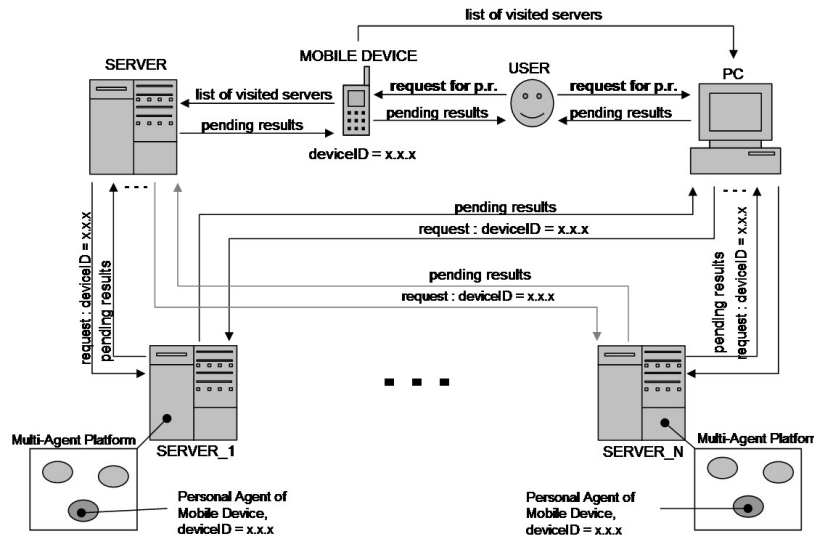 list of visited servers
SERVER
MOBILE DEVICE
USER
PC
list of visited servers
request for p.r.
request for p.r.
pending results
pending results
pending results
deviceID = x.x.x
pending results
request : deviceID = x.x.x
pending results
request : deviceID = x.x.x
request : deviceID = x.x.x
pending results
pending results
request : deviceID = x.x.x
Multi-Agent Platform
SERVER_1
SERVER_N
Multi-Agent Platform
Personal Agent of
Mobile Device,
deviceID = x.x.x
Personal Agent of
Mobile Device,
deviceID = x.x.x